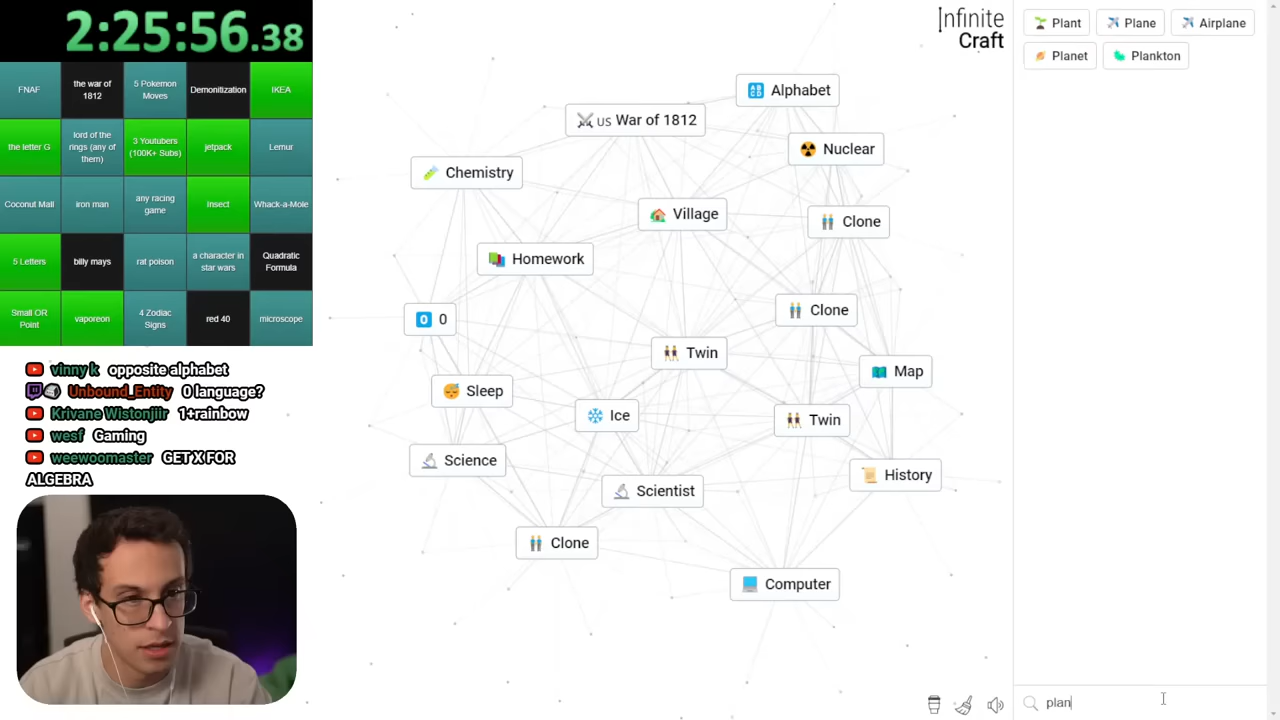 2:25:56.38
FNAF
the war of
1812
5 Pokemon
Moves
Demonitization
IKEA
the letter G
lord of the
rings (any of
them)
3 Youtubers
(100K+ Subs)
jetpack
Lemur
Coconut Mall
iron man
any racing
game
Insect
Whack-a-Mole
5 Letters
billy mays
rat poison
a character in
star wars
Quadratic
Formula
Small OR
Point
vaporeon
4 Zodiac
Signs
red 40
microscope
vinny k opposite alphabet
Unbound_Entity 0 language?
Krivane Wistonjiir 1+rainbow
wesf Gaming
weewoomaster GET X FOR
ALGEBRA
Infinite
Craft
Alphabet
US War of 1812
Nuclear
Chemistry
Village
Clone
Homework
Clone
0
Twin
Map
Sleep
Ice
Twin
Science
History
Scientist
Clone
Computer
Plant
Plane
Airplane
Planet
Plankton
plan